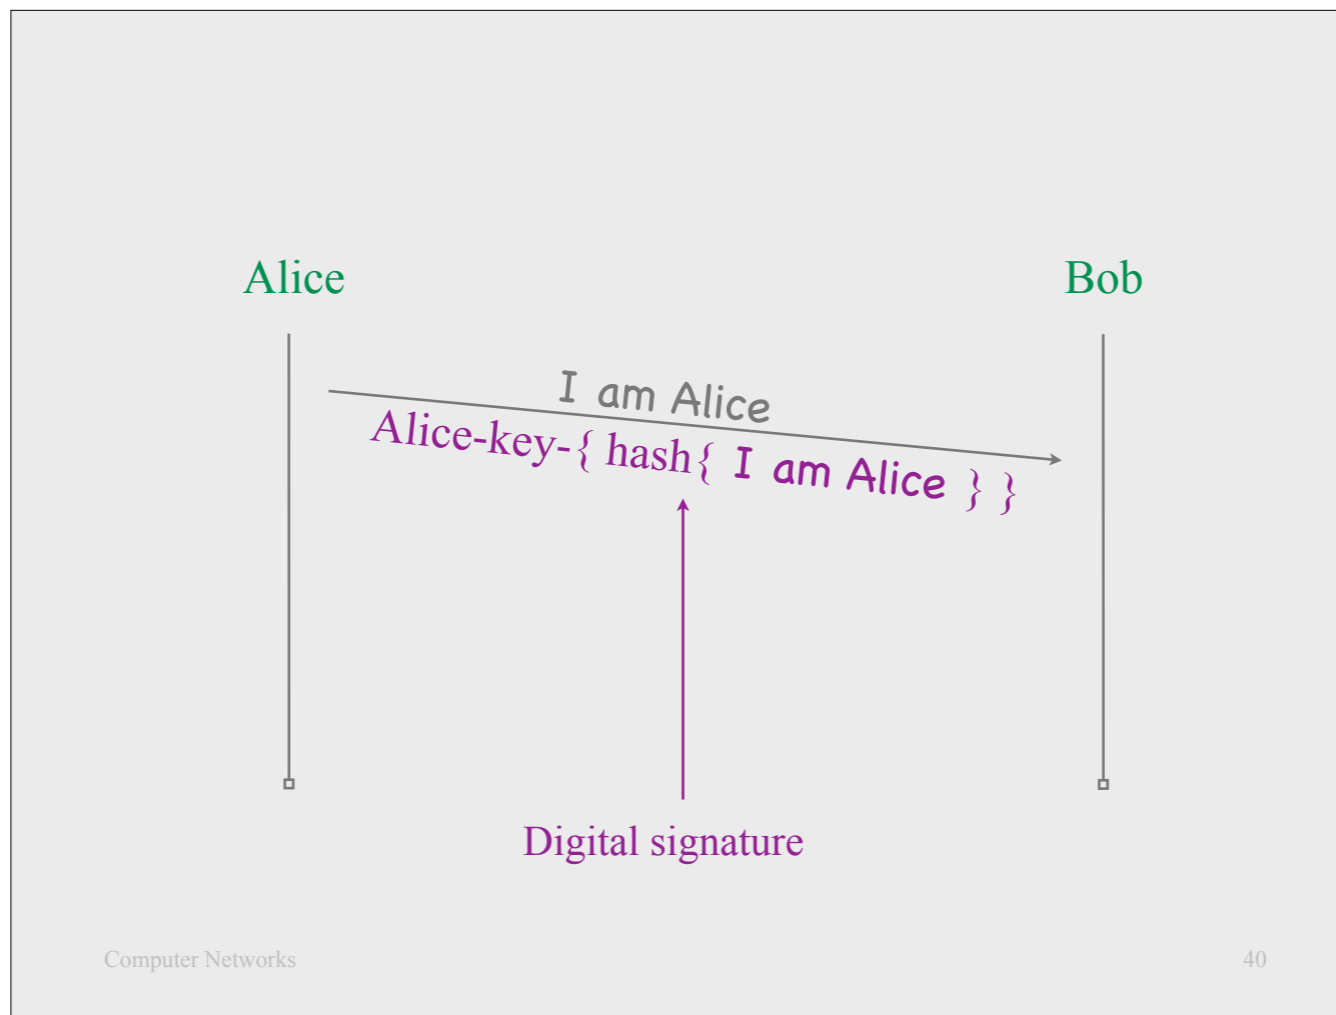 Alice
Bob
I am Alice
Alice-key-{ hash{ I am Alice } }
Digital signature
Computer Networks
40